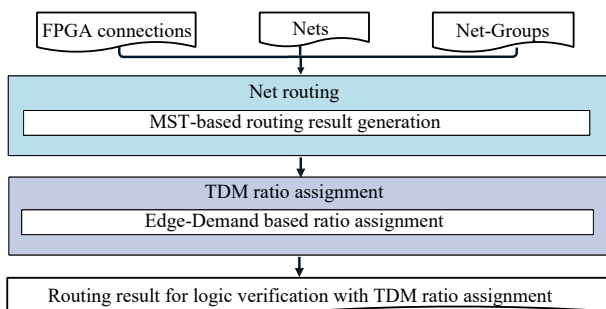 FPGA connections
Nets
Net-Groups
Net routing
MST-based routing result generation
TDM ratio assignment
Edge-Demand based ratio assignment
Routing result for logic verification with TDM ratio assignment